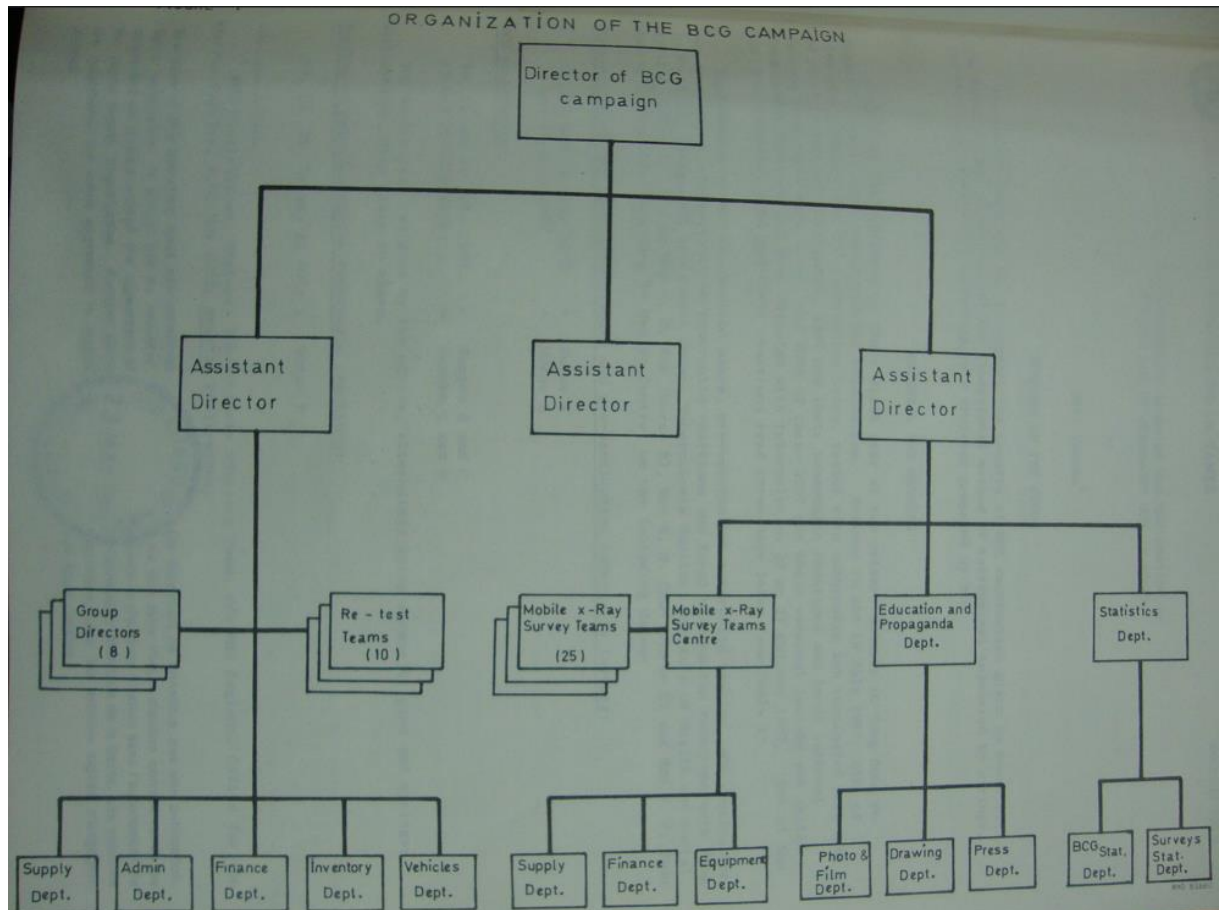 ORGANIZATION OF THE BCG CAMPAIGN
Director of BCG
campaign
Assistant
Director
Assistant
Director
Assistant
Director
Group
Directors
( 8 )
Re - test
Teams
( 10 )
Mobile x-Ray
Survey Teams
(25)
Mobile x-Ray
Survey Teams
Centre
Education and
Propaganda
Dept.
Statistics
Dept.
Supply
Dept.
Admin
Dept.
Finance
Dept.
Inventory
Dept.
Vehicles
Dept.
Supply
Dept.
Finance
Dept.
Equipment
Dept.
Photo &
Film
Dept.
Drawing
Dept.
Press
Dept.
BCG Stat.
Dept.
Surveys
Stat.
Dept.